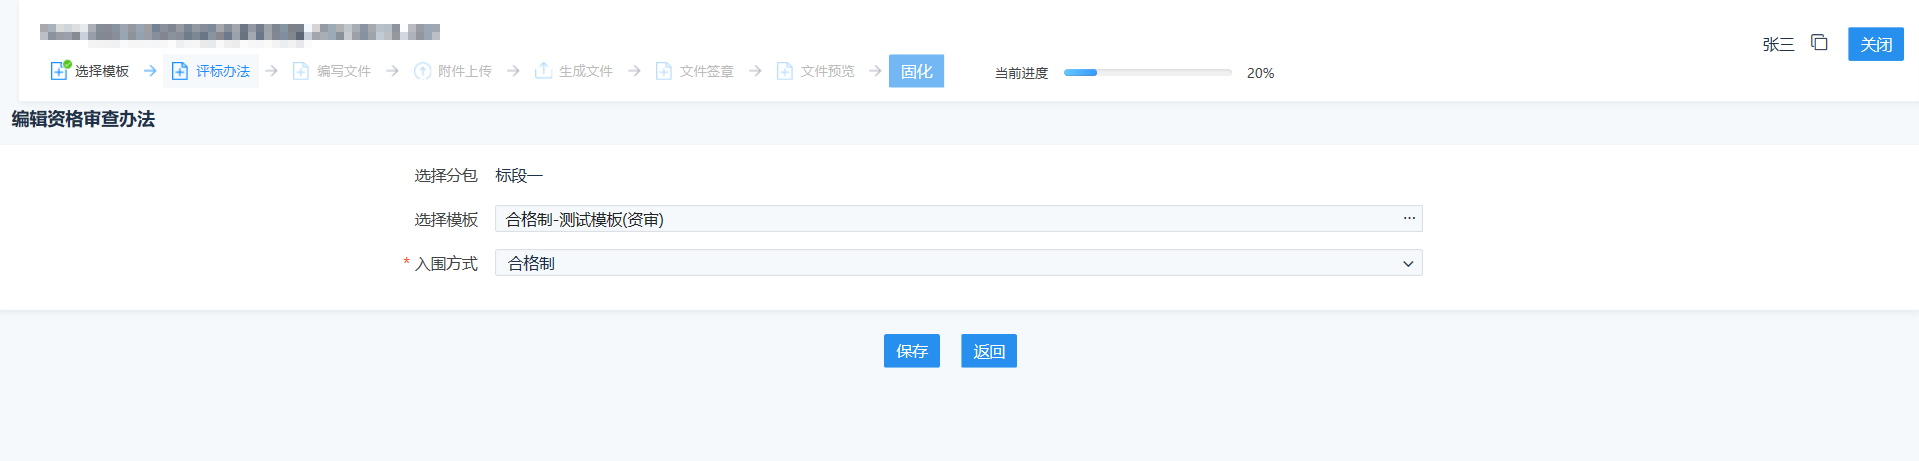 张三
关闭
选择模板 评标办法 编写文件 附件上传 生成文件 文件签章 文件预览 固化 当前进度 20%
编辑资格审查办法
选择分包 标段一
选择模板 合格制-测试模板(资审) ...
* 入围方式 合格制
保存 返回